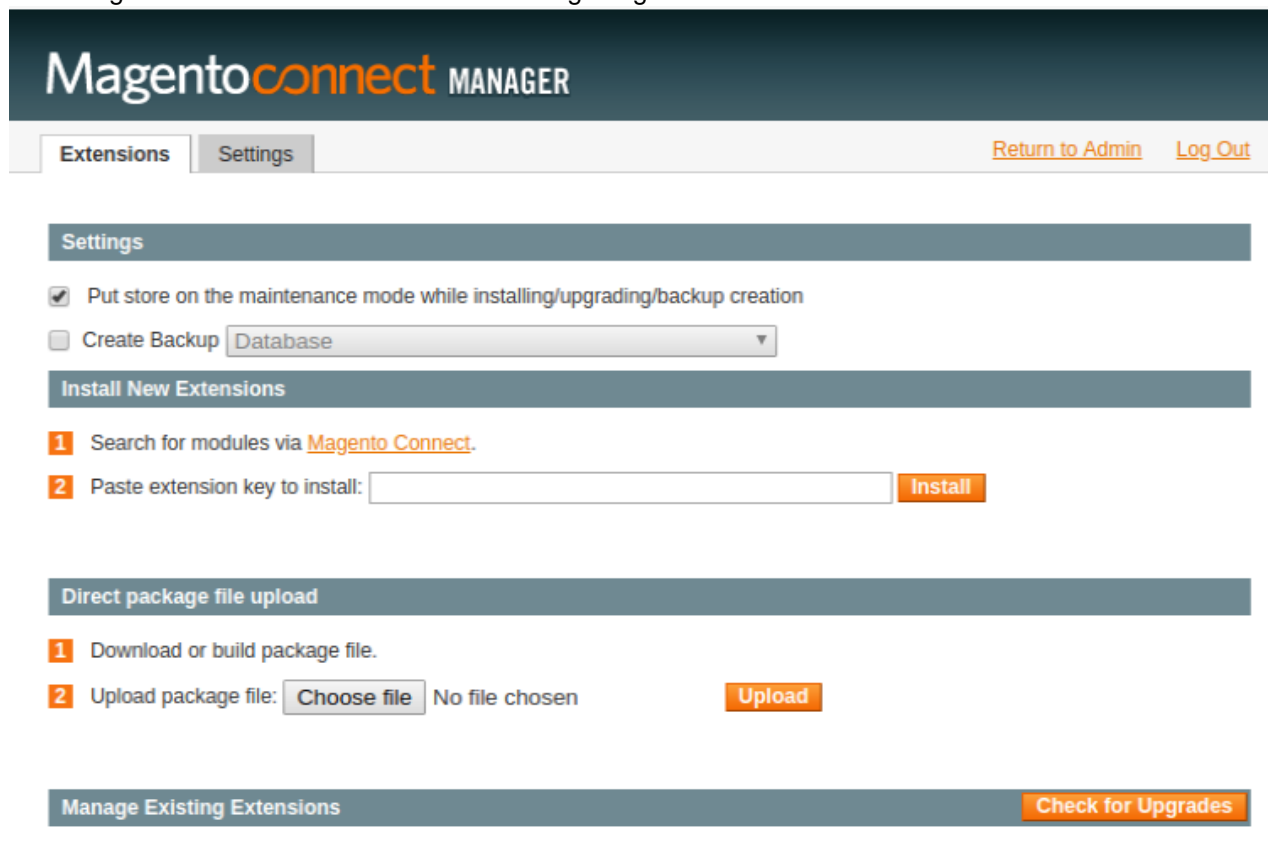 Magentoconnect MANAGER
Extensions Settings Return to Admin Log Out
Settings
Put store on the maintenance mode while installing/upgrading/backup creation
Create Backup Database
Install New Extensions
1 Search for modules via Magento Connect.
2 Paste extension key to install: Install
Direct package file upload
1 Download or build package file.
2 Upload package file: Choose file No file chosen Upload
Manage Existing Extensions Check for Upgrades